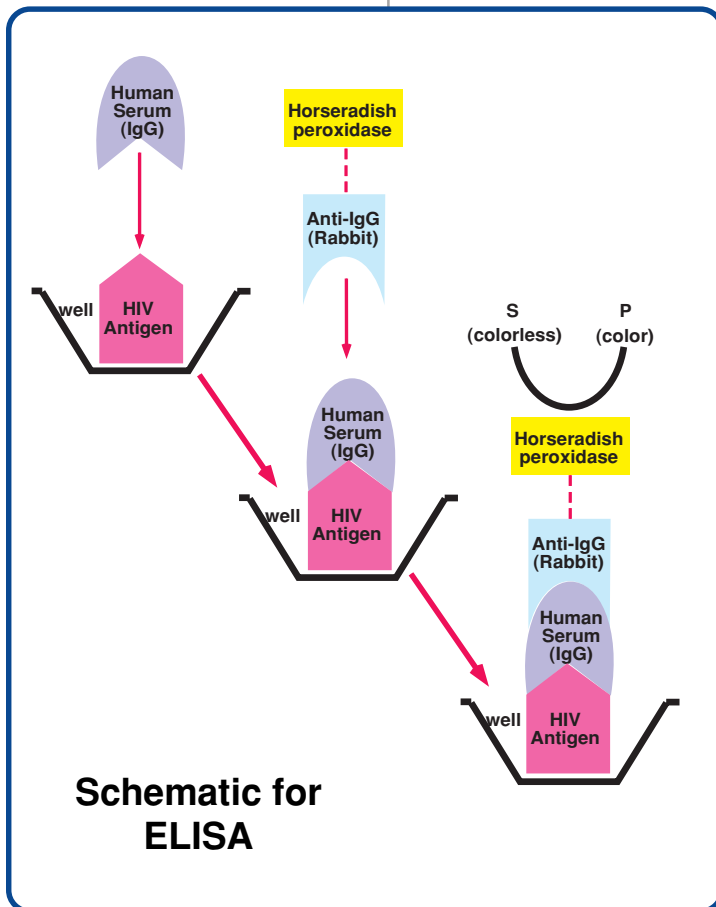 Human
Serum
(IgG)
Horseradish
peroxidase
Anti-IgG
(Rabbit)
well
HIV
Antigen
S
(colorless)
P
(color)
Human
Serum
(IgG)
well
HIV
Antigen
Horseradish
peroxidase
Anti-IgG
(Rabbit)
Human
Serum
(IgG)
well
HIV
Antigen
Schematic for
ELISA